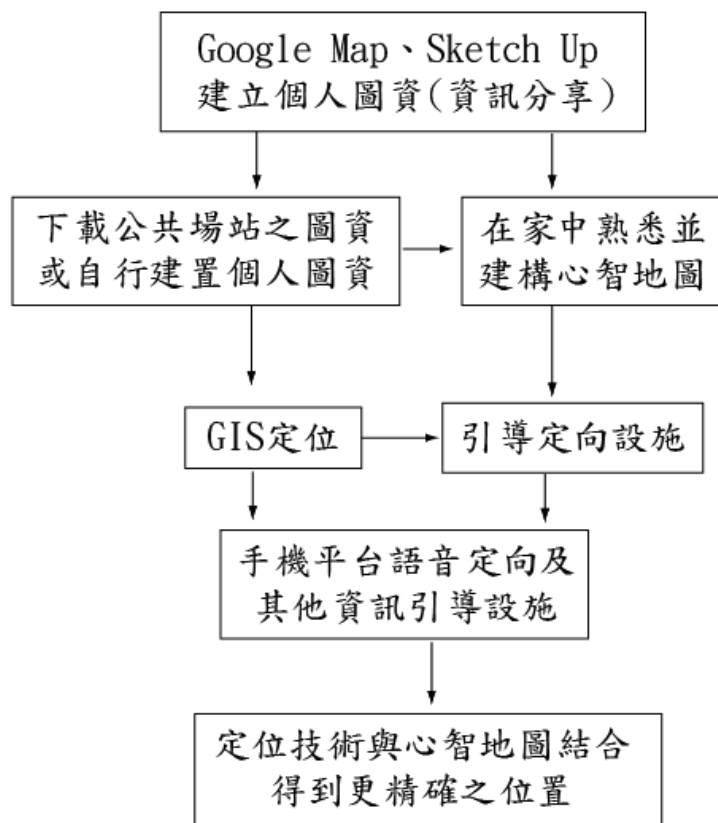 Google Map、Sketch Up
建立個人圖資(資訊分享)
下載公共場站之圖資
或自行建置個人圖資
在家中熟悉並
建構心智地圖
GIS定位
引導定向設施
手機平台語音定向及
其他資訊引導設施
定位技術與心智地圖結合
得到更精確之位置